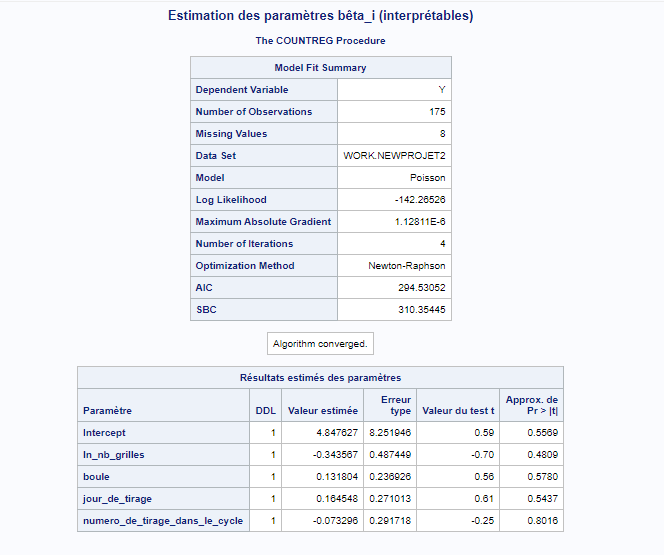 Estimation des paramètres bêta_i (interprétables)
The COUNTREG Procedure
Model Fit Summary
Dependent Variable Y
Number of Observations 175
Missing Values 8
Data Set WORK.NEWPROJET2
Model Poisson
Log Likelihood -142.26526
Maximum Absolute Gradient 1.12811E-6
Number of Iterations 4
Optimization Method Newton-Raphson
AIC 294.53052
SBC 310.35445
Algorithm converged.
Résultats estimés des paramètres
Paramètre DDL Valeur estimée Erreur type Valeur du test t Approx. de Pr > |t|
Intercept 1 4.847627 8.251946 0.59 0.5569
ln_nb_grilles 1 -0.343567 0.487449 -0.70 0.4809
boule 1 0.131804 0.236926 0.56 0.5780
jour_de_tirage 1 0.164548 0.271013 0.61 0.5437
numero_de_tirage_dans_le_cycle 1 -0.073296 0.291718 -0.25 0.8016